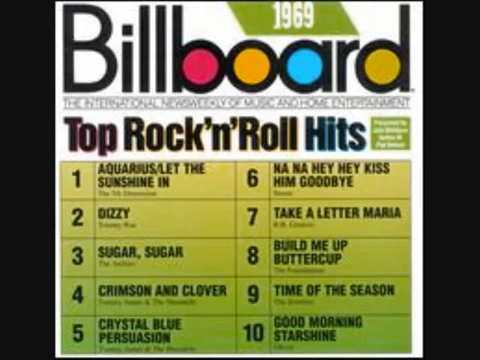 1969
Billboard
THE INTERNATIONAL NEWSWEEKLY OF MUSIC AND HOME ENTERTAINMENT
Top Rock'n'Roll Hits
1 AQUARIUS/LET THE
SUNSHINE IN
The 5th Dimension
2 DIZZY
Tommy Roe
3 SUGAR, SUGAR
The Archies
4 CRIMSON AND CLOVER
Tommy James & The Shondells
5 CRYSTAL BLUE
PERSUASION
Tommy James & The Shondells
6 NA NA HEY HEY KISS
HIM GOODBYE
Steam
7 TAKE A LETTER MARIA
R.B. Greaves
8 BUILD ME UP
BUTTERCUP
The Foundations
9 TIME OF THE SEASON
The Zombies
10 GOOD MORNING
STARSHINE
Oliver